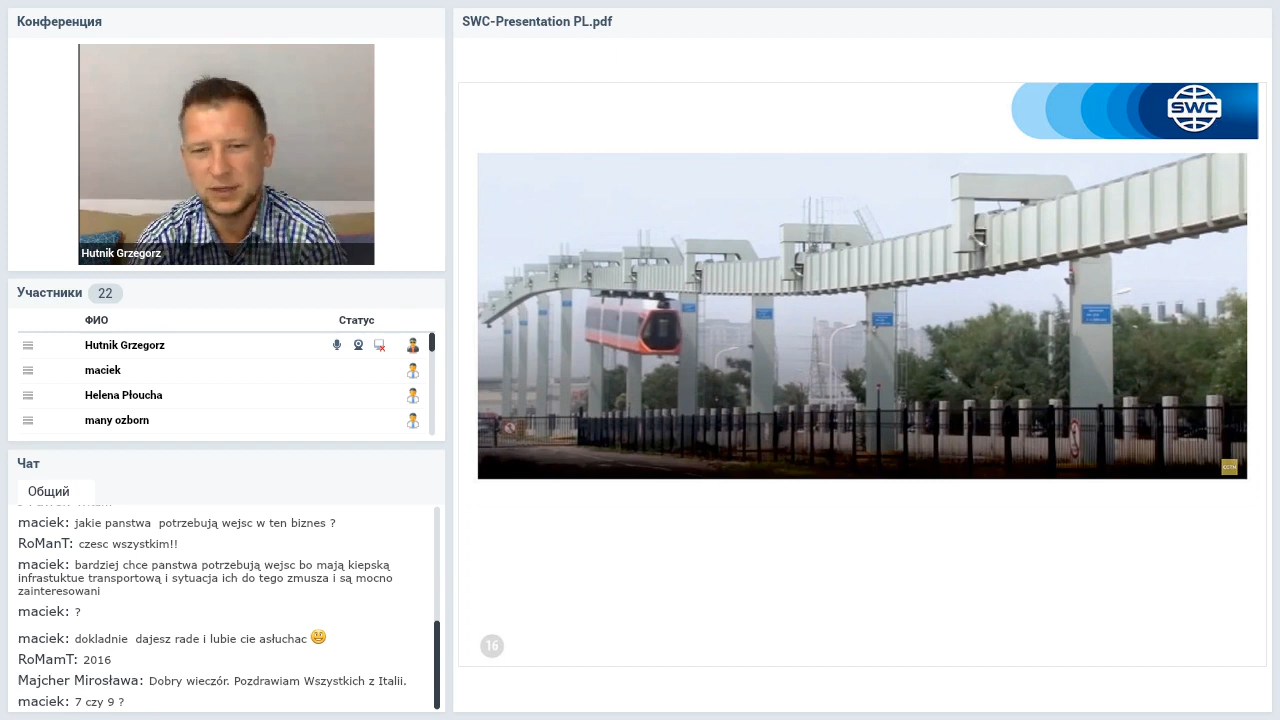 Конференция
Hutnik Grzegorz
Участники 22
ФИО Статус
Hutnik Grzegorz
maciek
Helena Płoucha
many ozborn
Чат
Общий
maciek: jakie panstwa potrzebują wejsc w ten biznes ?
RoManT: czesc wszystkim!!
maciek: bardziej chce panstwa potrzebują wejsc bo mają kiepską
infrastuktue transportową i sytuacja ich do tego zmusza i są mocno
zainteresowani
maciek: ?
maciek: dokladnie dajesz rade i lubie cie asłuchac
RoMamT: 2016
Majcher Mirosława: Dobry wieczór. Pozdrawiam Wszystkich z Italii.
maciek: 7 czy 9 ?
SWC-Presentation PL.pdf
SWC
16